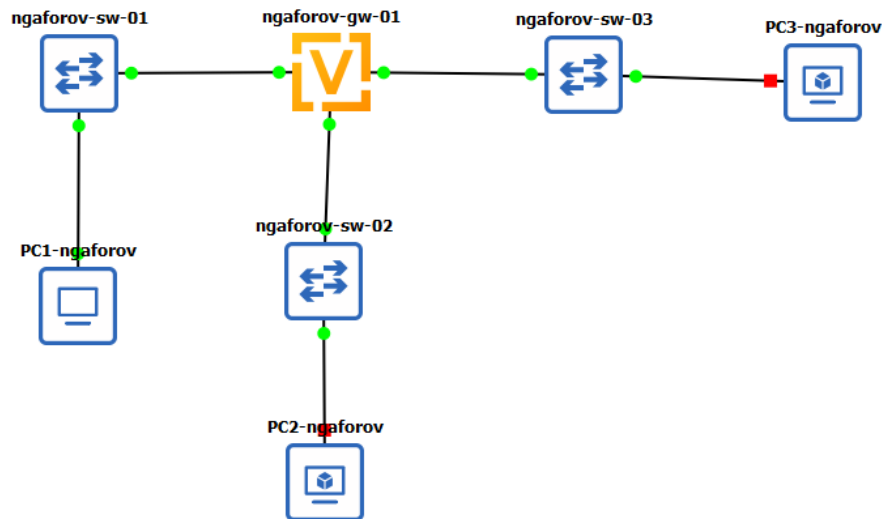 ngaforov-sw-01
ngaforov-gw-01
ngaforov-sw-03
PC3-ngaforov
V
ngaforov-sw-02
PC1-ngaforov
PC2-ngaforov